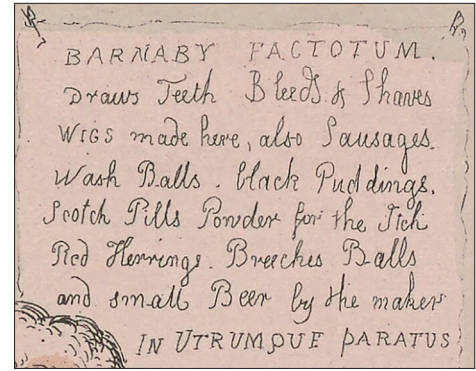 BARNABY FACTOTUM.
Draws Teeth Bleeds & Shaves
WIGS made here, also Sausages.
Wash Balls. black Puddings.
Scotch Pills Powder for the Itch
Red Herrings. Breeches Balls
and small Beer by the maker
IN UTRUMQUE PARATUS